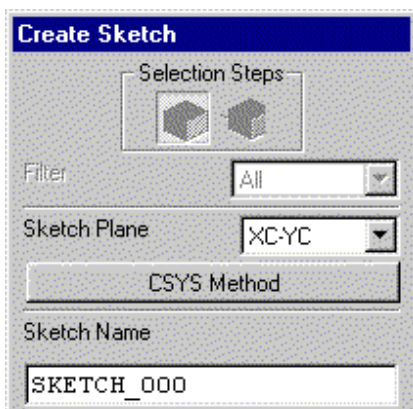 Create Sketch
Selection Steps
Filter All
Sketch Plane XC-YC
CSYS Method
Sketch Name
SKETCH_000